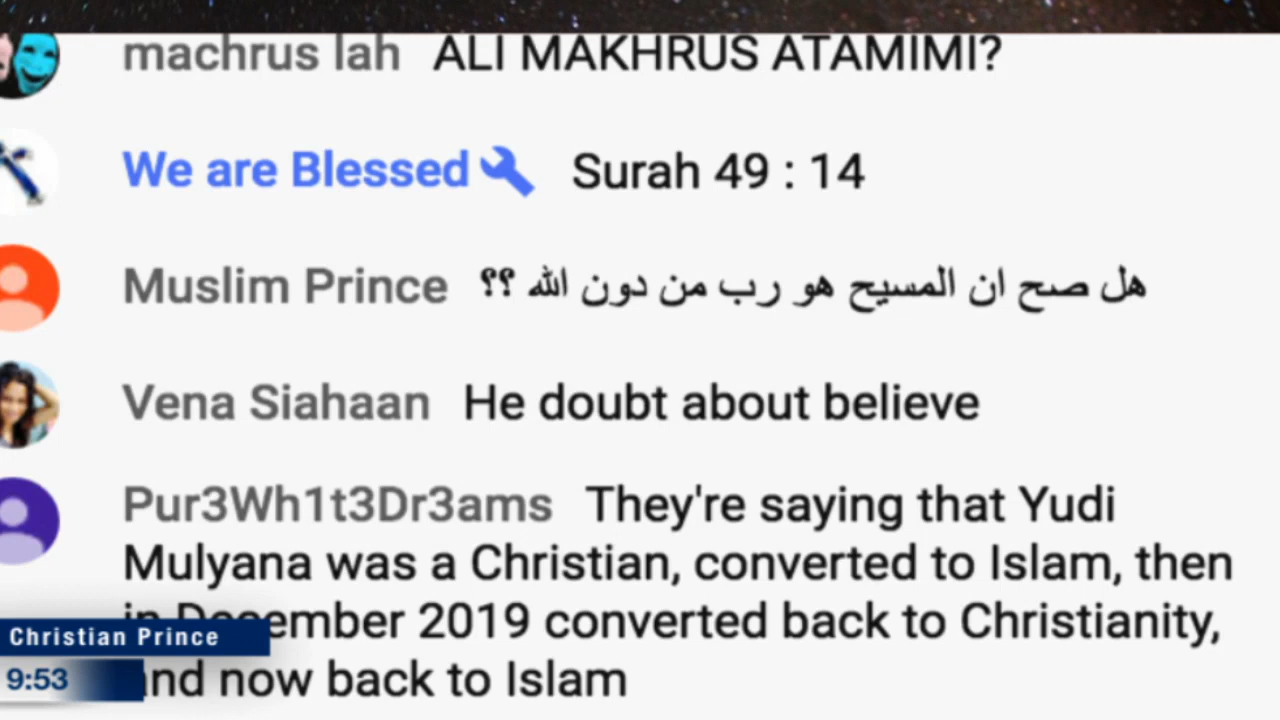 machrus lah ALI MAKHRUS ATAMIMI?
We are Blessed Surah 49 : 14
Muslim Prince هل صح ان المسيح هو رب من دون الله ؟؟
Vena Siahaan He doubt about believe
Pur3Wh1t3Dr3ams They're saying that Yudi
Mulyana was a Christian, converted to Islam, then
in December 2019 converted back to Christianity,
and now back to Islam
Christian Prince
9:53